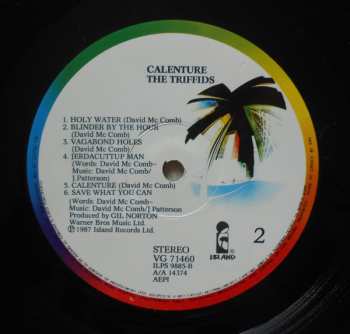 CALENTURE
THE TRIFFIDS
1. HOLY WATER (David Mc Comb)
2. BLINDER BY THE HOUR
(David Mc Comb)
3. VAGABOND HOLES
(David Mc Comb)
4. JERDACUTTUP MAN
(Words: David Mc Comb-
Music: David Mc Comb/
J Patterson)
5. CALENTURE (David Mc Comb)
6. SAVE WHAT YOU CAN
(Words: David Mc Comb-
Music: David Mc Comb/J Patterson)
Produced by GIL NORTON
Warner Bros Music Ltd.
℗1987 Island Records Ltd.
STEREO
VG 71460
ILPS 9885-B
A/A 14374
AEPI
ISLAND
2